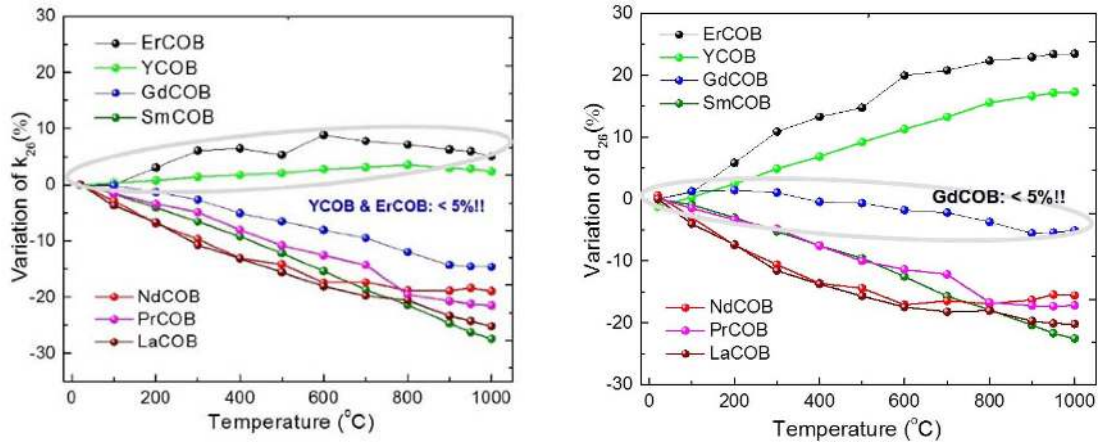 30
20
10
0
-10
-20
-30
Variation of k26(%)
ErCOB
YCOB
GdCOB
SmCOB
YCOB & ErCOB: < 5%!!
NdCOB
PrCOB
LaCOB
0 200 400 600 800 1000
Temperature (°C)
30
20
10
0
-10
-20
-30
Variation of d26(%)
ErCOB
YCOB
GdCOB
SmCOB
GdCOB: < 5%!!
NdCOB
PrCOB
LaCOB
0 200 400 600 800 1000
Temperature (°C)